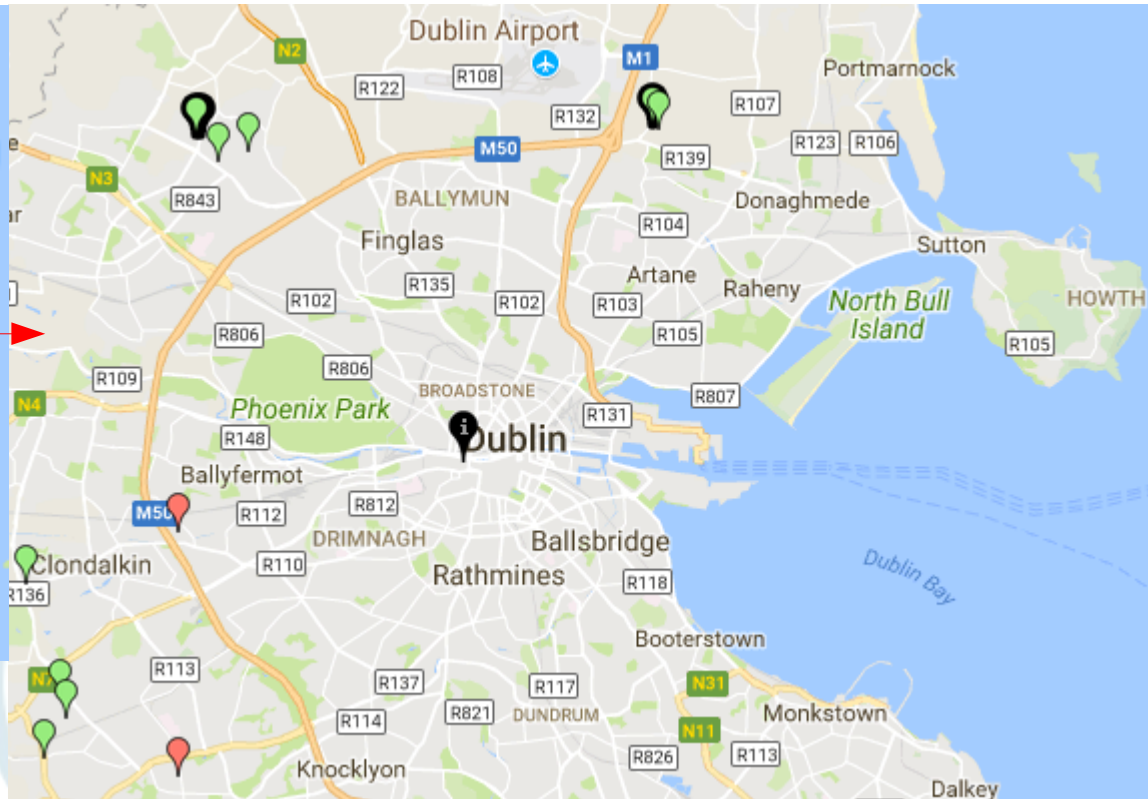 Dublin Airport
N2
M1
R108
R122
Portmarnock
R107
R132
R123
R106
M50
R139
N3
R843
BALLYMUN
Donaghmede
R104
Finglas
Sutton
Artane
R135
Raheny
R102
R102
R103
North Bull
Island
HOWTH
R806
R105
R105
R806
R109
BROADSTONE
R807
N4
Phoenix Park
R131
i
Dublin
R148
Ballyfermot
R812
M50
R112
DRIMNAGH
Ballsbridge
Clondalkin
R110
Rathmines
R118
Dublin Bay
R136
Booterstown
R113
N7
R137
R117
N31
R114
R821
DUNDRUM
Monkstown
N11
R826
R113
Knocklyon
Dalkey